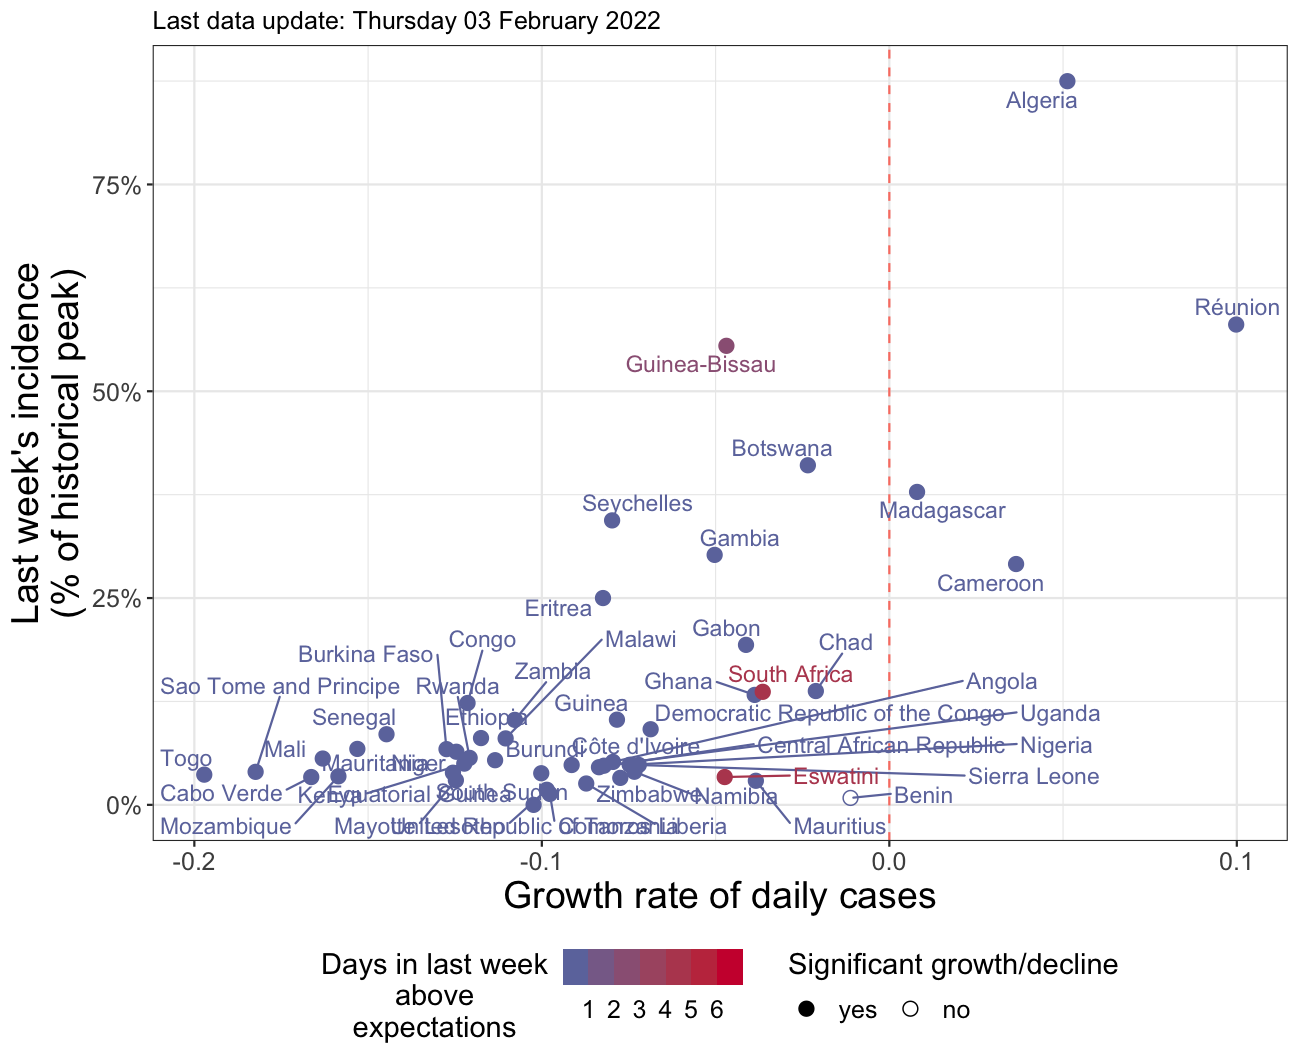 Last data update: Thursday 03 February 2022
Last week's incidence
(% of historical peak)
75%
50%
25%
0%
Algeria
Réunion
Guinea-Bissau
Botswana
Seychelles
Madagascar
Gambia
Cameroon
Eritrea
Gabon
Congo
Malawi
Chad
Burkina Faso
Zambia
South Africa
Ghana
Angola
Sao Tome and Principe
Rwanda
Guinea
Democratic Republic of the Congo
Uganda
Senegal
Ethiopia
Mali
Burundi
Côte d'Ivoire
Central African Republic
Nigeria
Togo
Mauritania
Niger
Eswatini
Sierra Leone
Cabo Verde
Kenya
Equatorial Guinea
South Sudan
Zimbabwe
Namibia
Benin
Mozambique
Mayotte
Lesotho
United Republic of Tanzania
Comoros
Liberia
Mauritius
-0.2
-0.1
0.0
0.1
Growth rate of daily cases
Days in last week
above
expectations
1 2 3 4 5 6
Significant growth/decline
yes
no